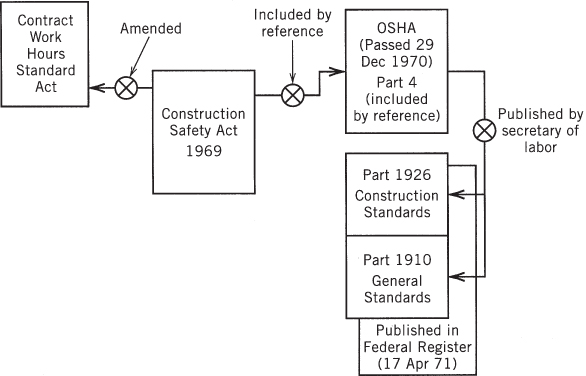 Contract
Work
Hours
Standard
Act
Amended
Construction
Safety Act
1969
Included by
reference
OSHA
(Passed 29
Dec 1970)
Part 4
(included
by reference)
Published by
secretary of
labor
Part 1926
Construction
Standards
Part 1910
General
Standards
Published in
Federal Register
(17 Apr 71)